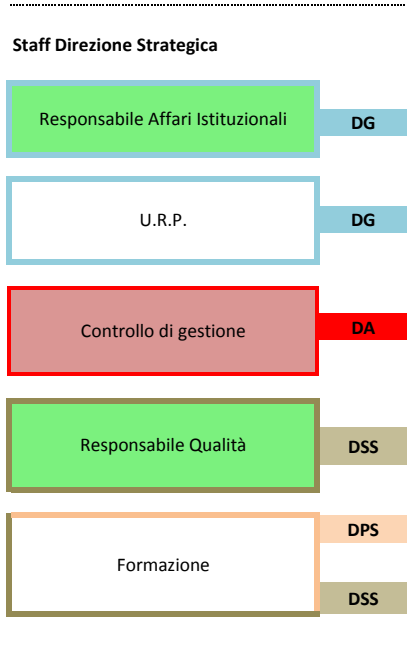 Staff Direzione Strategica
Responsabile Affari Istituzionali
DG
U.R.P.
DG
Controllo di gestione
DA
Responsabile Qualità
DSS
DPS
Formazione
DSS